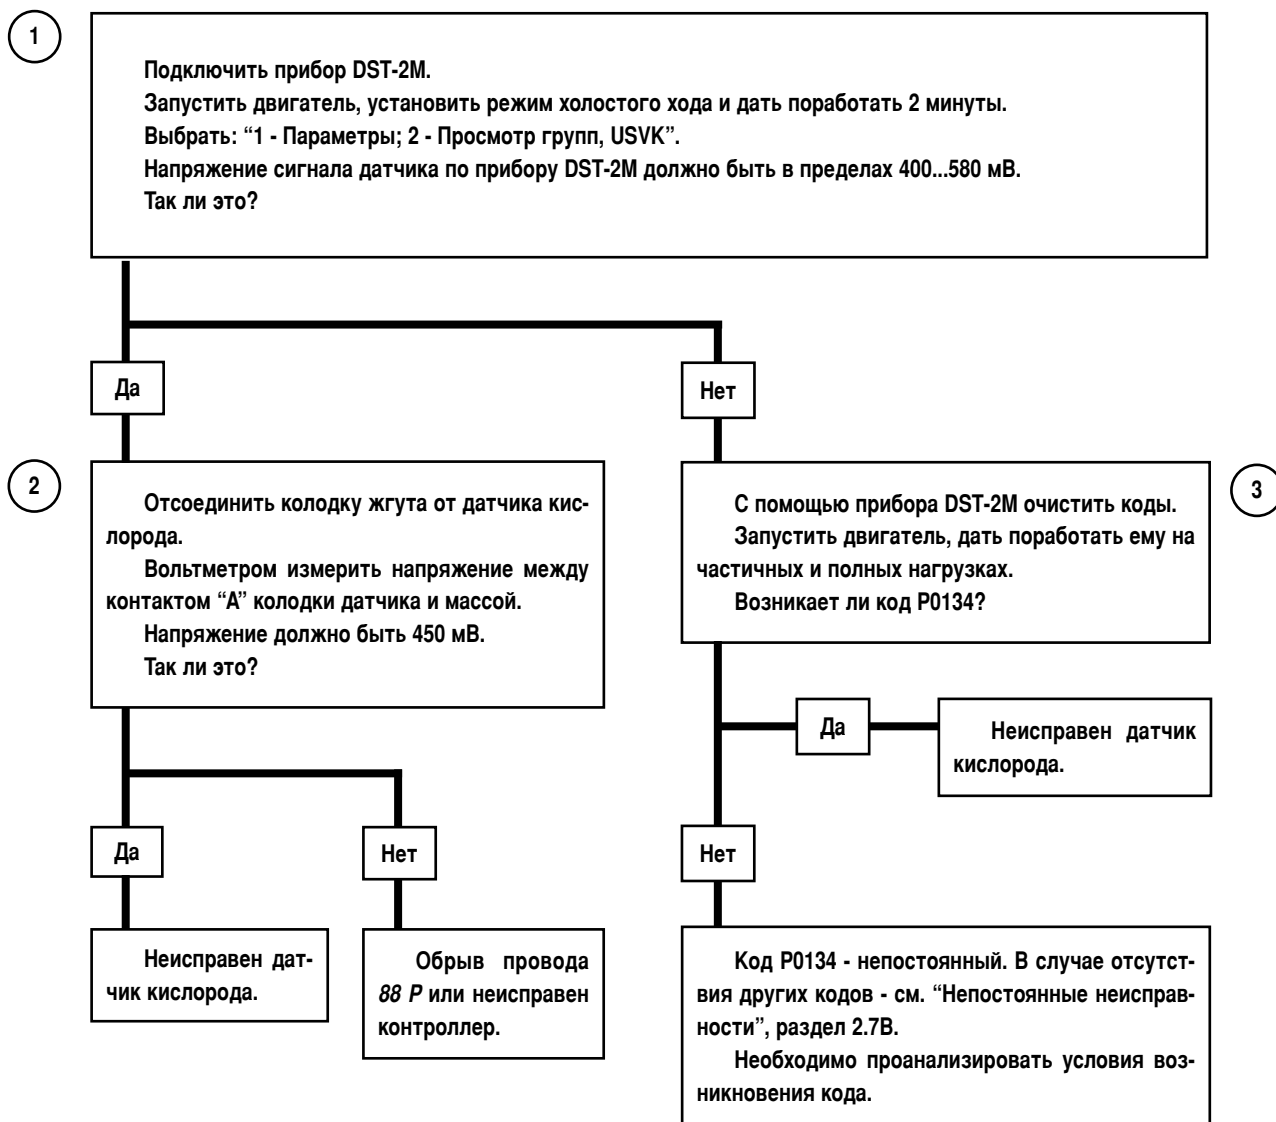 1
Подключить прибор DST-2М.
Запустить двигатель, установить режим холостого хода и дать поработать 2 минуты.
Выбрать: “1 - Параметры; 2 - Просмотр групп, USVK”.
Напряжение сигнала датчика по прибору DST-2М должно быть в пределах 400...580 мВ.
Так ли это?
Да
Нет
2
Отсоединить колодку жгута от датчика кис-
лорода.
Вольтметром измерить напряжение между
контактом “А” колодки датчика и массой.
Напряжение должно быть 450 мВ.
Так ли это?
3
С помощью прибора DST-2М очистить коды.
Запустить двигатель, дать поработать ему на
частичных и полных нагрузках.
Возникает ли код Р0134?
Да
Неисправен датчик
кислорода.
Да
Нет
Нет
Неисправен дат-
чик кислорода.
Обрыв провода
88 Р или неисправен
контроллер.
Код Р0134 - непостоянный. В случае отсутст-
вия других кодов - см. “Непостоянные неисправ-
ности”, раздел 2.7В.
Необходимо проанализировать условия воз-
никновения кода.